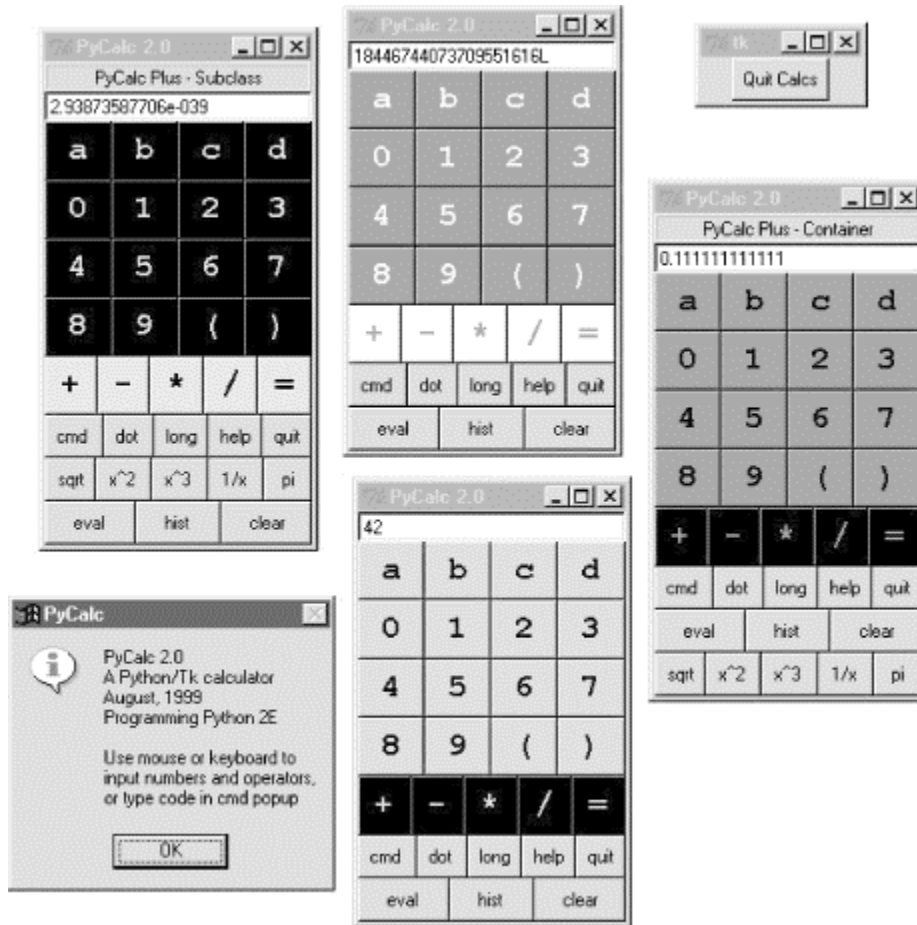 PyCalc 2.0
PyCalc Plus - Subclass
2.93873587706e-039
a b c d
0 1 2 3
4 5 6 7
8 9 ( )
+ - * / =
cmd dot long help quit
sqrt x^2 x^3 1/x pi
eval hist clear
PyCalc 2.0
18446744073709551616L
a b c d
0 1 2 3
4 5 6 7
8 9 ( )
+ - * / =
cmd dot long help quit
eval hist clear
tk
Quit Calcs
PyCalc 2.0
PyCalc Plus - Container
0.111111111111
a b c d
0 1 2 3
4 5 6 7
8 9 ( )
+ - * / =
cmd dot long help quit
eval hist clear
sqrt x^2 x^3 1/x pi
PyCalc
PyCalc 2.0
A Python/Tk calculator
August, 1999
Programming Python 2E
Use mouse or keyboard to
input numbers and operators,
or type code in cmd popup
OK
PyCalc 2.0
42
a b c d
0 1 2 3
4 5 6 7
8 9 ( )
+ - * / =
cmd dot long help quit
eval hist clear